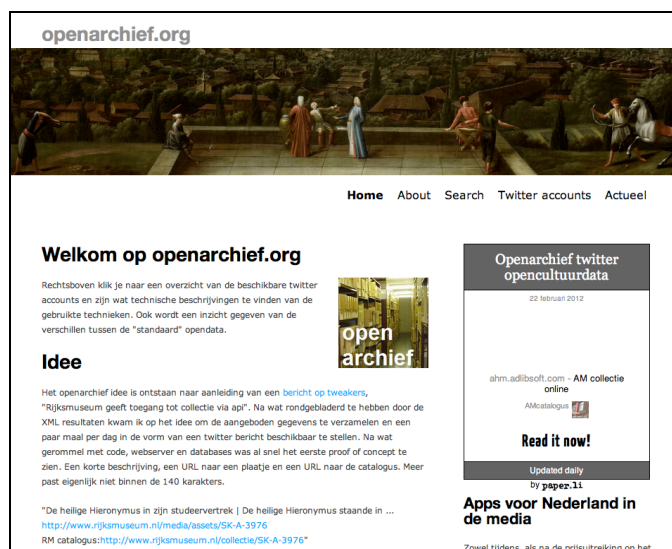 openarchief.org
Home About Search Twitter accounts Actueel
Welkom op openarchief.org
Rechtsboven klik je naar een overzicht van de beschikbare twitter
accounts en zijn wat technische beschrijvingen te vinden van de
gebruikte technieken. Ook wordt een inzicht gegeven van de
verschillen tussen de "standaard" opendata.
open
archief
Idee
Het openarchief idee is ontstaan naar aanleiding van een bericht op tweakers,
"Rijksmuseum geeft toegang tot collectie via api". Na wat rondgebladerd te hebben door de
XML resultaten kwam ik op het idee om de aangeboden gegevens te verzamelen en een
paar maal per dag in de vorm van een twitter bericht beschikbaar te stellen. Na wat
gerommel met code, webserver en databases was al snel het eerste proof of concept te
zien. Een korte beschrijving, een URL naar een plaatje en een URL naar de catalogus. Meer
past eigenlijk niet binnen de 140 karakters.
"De heilige Hieronymus in zijn studeervertrek | De heilige Hieronymus staande in ...
http://www.rijksmuseum.nl/media/assets/SK-A-3976
RM catalogus:http://www.rijksmuseum.nl/collectie/SK-A-3976"
Openarchief twitter
opencultuurdata
22 februari 2012
ahm.adlibsoft.com - AM collectie
online
AMcatalogus
Read it now!
Updated daily
by paper.li
Apps voor Nederland in
de media
Zowel tijdens, als na de prijsuitreiking op het